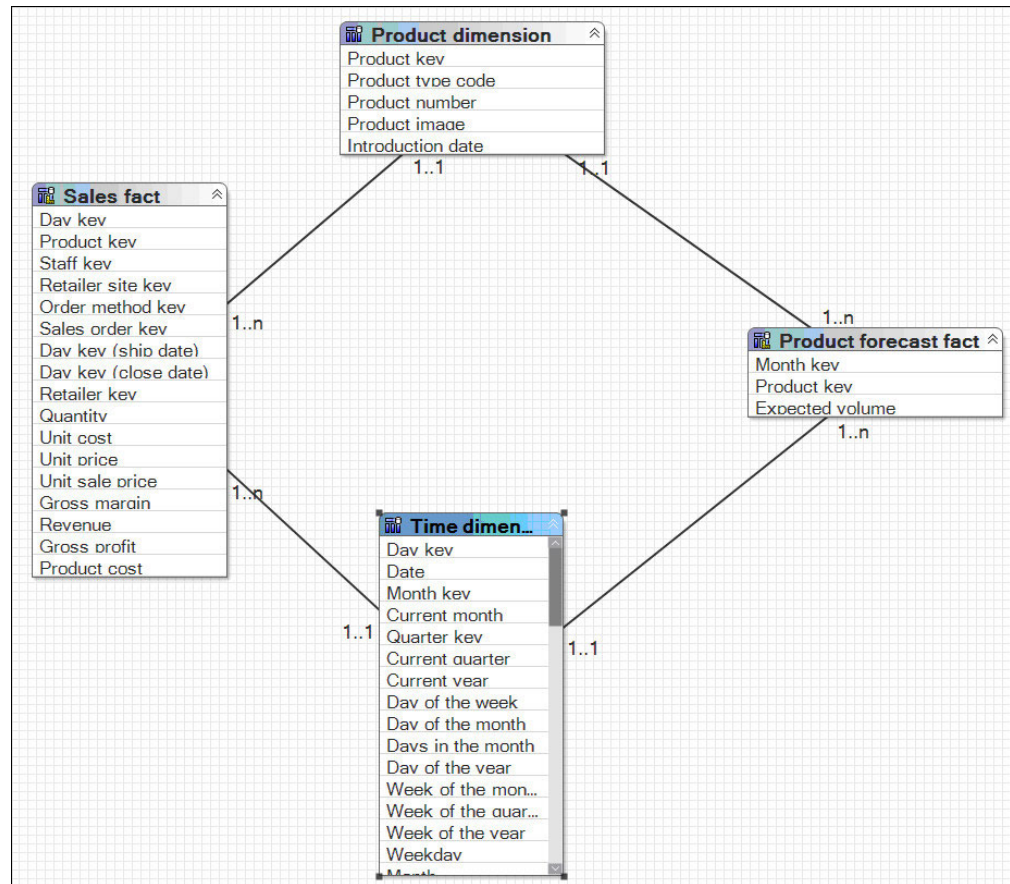 Product dimension
Product key
Product type code
Product number
Product image
Introduction date
1..1
1..1
Sales fact
Day key
Product key
Staff key
Retailer site key
Order method key
Sales order key
Day key (ship date)
Day key (close date)
Retailer key
Quantity
Unit cost
Unit price
Unit sale price
Gross margin
Revenue
Gross profit
Product cost
1..n
1..n
1..n
Product forecast fact
Month key
Product key
Expected volume
1..n
Time dimen...
Day key
Date
Month key
Current month
Quarter key
Current quarter
Current year
Day of the week
Day of the month
Days in the month
Day of the year
Week of the mon...
Week of the quar...
Week of the year
Weekday
Month
1..1
1..1